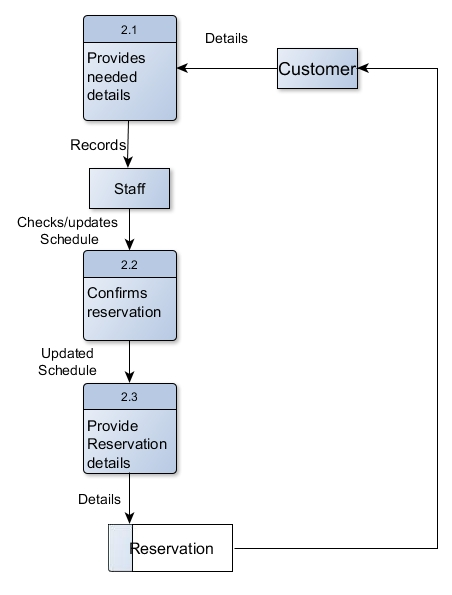 2.1
Provides
needed
details
Details
Customer
Records
Staff
Checks/updates
Schedule
2.2
Confirms
reservation
Updated
Schedule
2.3
Provide
Reservation
details
Details
Reservation